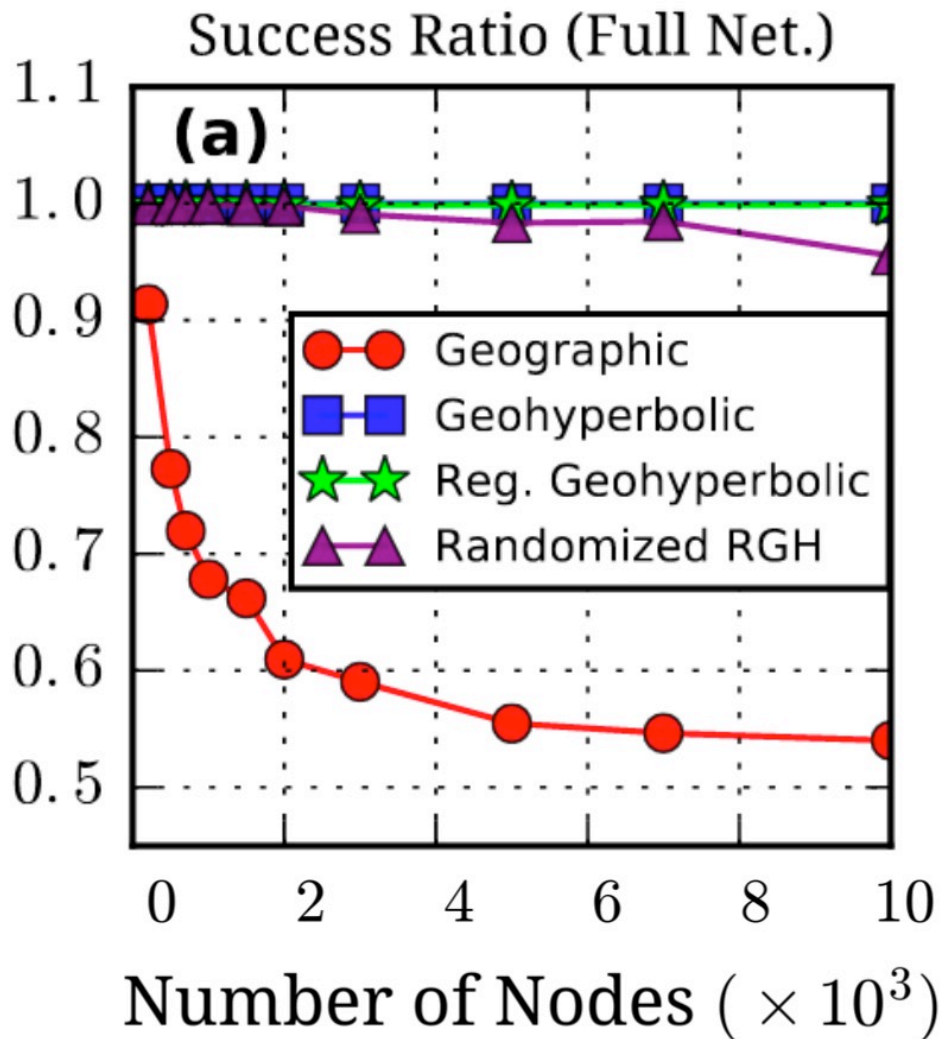 Success Ratio (Full Net.)
1.1
(a)
1.0
0.9
Geographic
Geohyperbolic
Reg. Geohyperbolic
Randomized RGH
0.8
0.7
0.6
0.5
0 2 4 6 8 10
Number of Nodes (×10³)